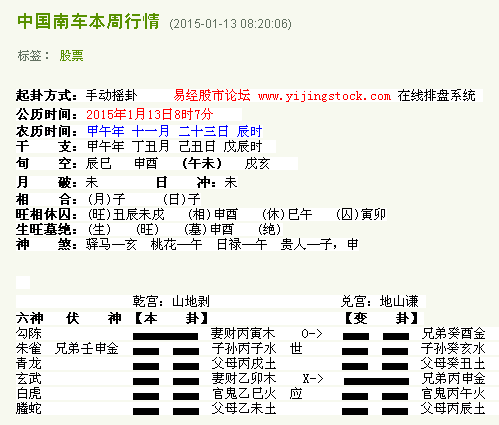 中国南车本周行情 (2015-01-13 08:20:06)
标签： 股票
起卦方式：手动摇卦 易经股市论坛 www.yijingstock.com 在线排盘系统
公历时间：2015年1月13日8时7分
农历时间：甲午年 十一月 二十三日 辰时
干 支：甲午年 丁丑月 己丑日 戊辰时
旬 空：辰巳 申酉 (午未) 戌亥
月 破：未 日 冲：未
相 合：(月)子 (日)子
旺相休囚：(旺)丑辰未戌 (相)申酉 (休)巳午 (囚)寅卯
生旺墓绝：(生) (旺) (墓)申酉 (绝)
神 煞：驿马—亥 桃花—午 日禄—午 贵人—子，申
乾宫：山地剥 兑宫：地山谦
六神 伏 神 【本 卦】 【变 卦】
勾陈 妻财丙寅木 O-> 兄弟癸酉金
朱雀 兄弟壬申金 子孙丙子水 世 子孙癸亥水
青龙 父母丙戌土 父母癸丑土
玄武 妻财乙卯木 X-> 兄弟丙申金
白虎 官鬼乙巳火 应 官鬼丙午火
螣蛇 父母乙未土 父母丙辰土